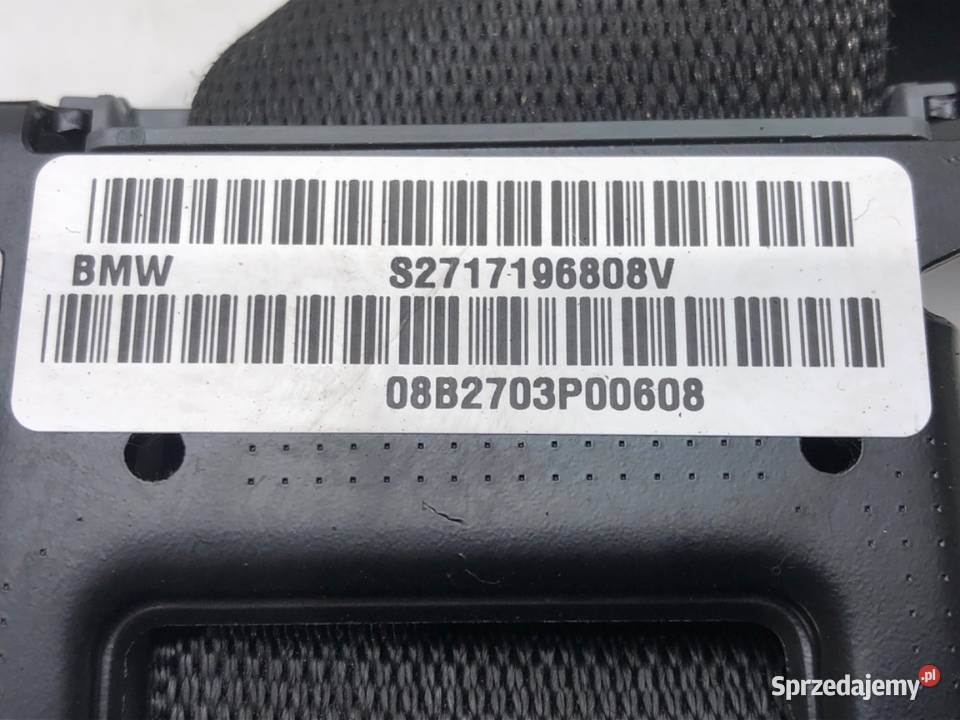 BMW S2717196808V
08B2703P00608
Sprzedajemy.pl